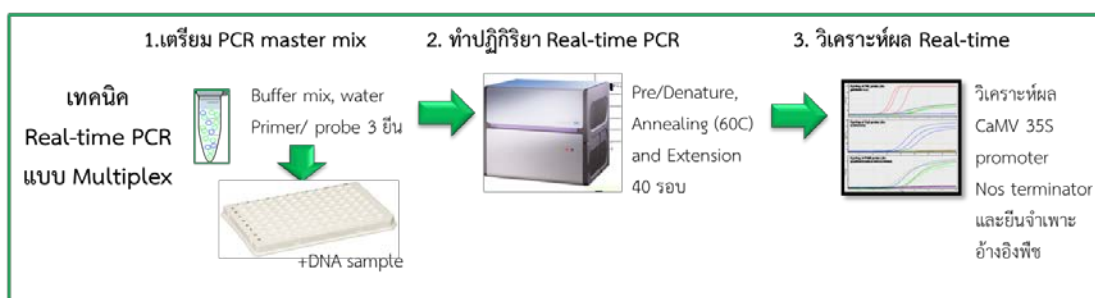 1.เตรียม PCR master mix
2. ทำปฏิกิริยา Real-time PCR
3. วิเคราะห์ผล Real-time
เทคนิค
Real-time PCR
แบบ Multiplex
Buffer mix, water
Primer/ probe 3 ยีน
+DNA sample
Pre/Denature,
Annealing (60C)
and Extension
40 รอบ
วิเคราะห์ผล
CaMV 35S
promoter
Nos terminator
และยีนจำเพาะ
อ้างอิงพืช